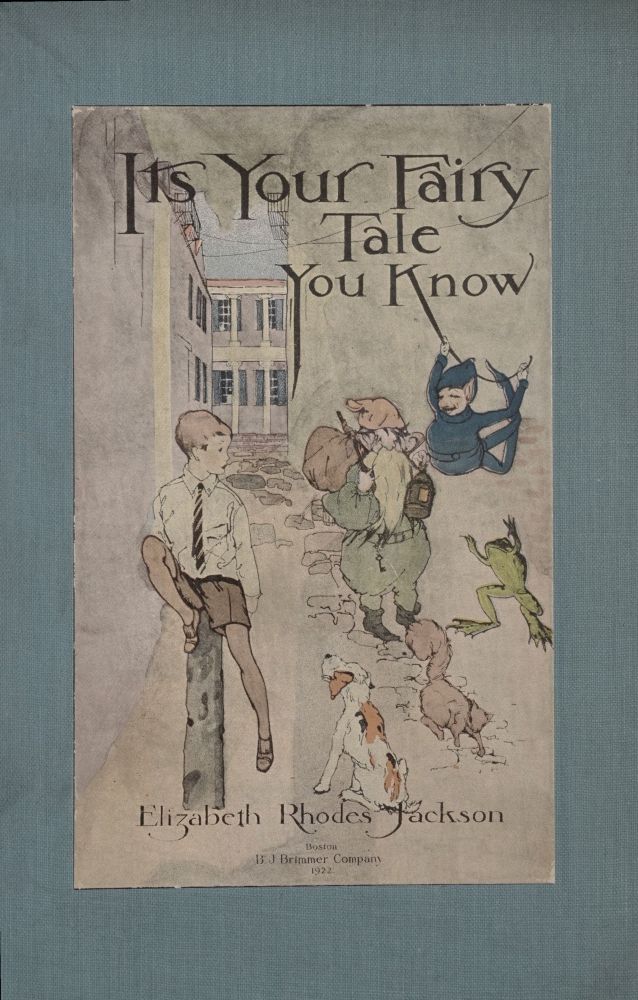 Its Your Fairy
Tale
You Know
Elizabeth Rhodes Jackson
Boston
B J Brimmer Company
1922